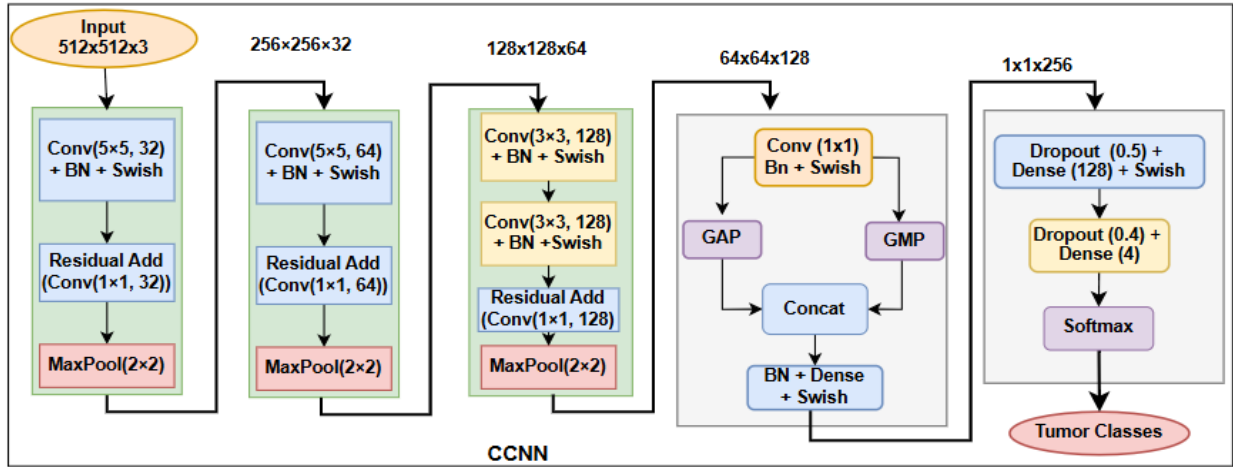 Input
512x512x3
256×256×32
128x128x64
64x64x128
1x1x256
Conv(5×5, 32)
+ BN + Swish
Residual Add
(Conv(1×1, 32))
MaxPool(2×2)
Conv(5×5, 64)
+ BN + Swish
Residual Add
(Conv(1×1, 64))
MaxPool(2×2)
Conv(3×3, 128)
+ BN + Swish
Conv(3×3, 128)
+ BN +Swish
Residual Add
(Conv(1×1, 128)
MaxPool(2×2)
Conv (1x1)
Bn + Swish
GAP
GMP
Concat
BN + Dense
+ Swish
Dropout (0.5) +
Dense (128) + Swish
Dropout (0.4) +
Dense (4)
Softmax
Tumor Classes
CCNN